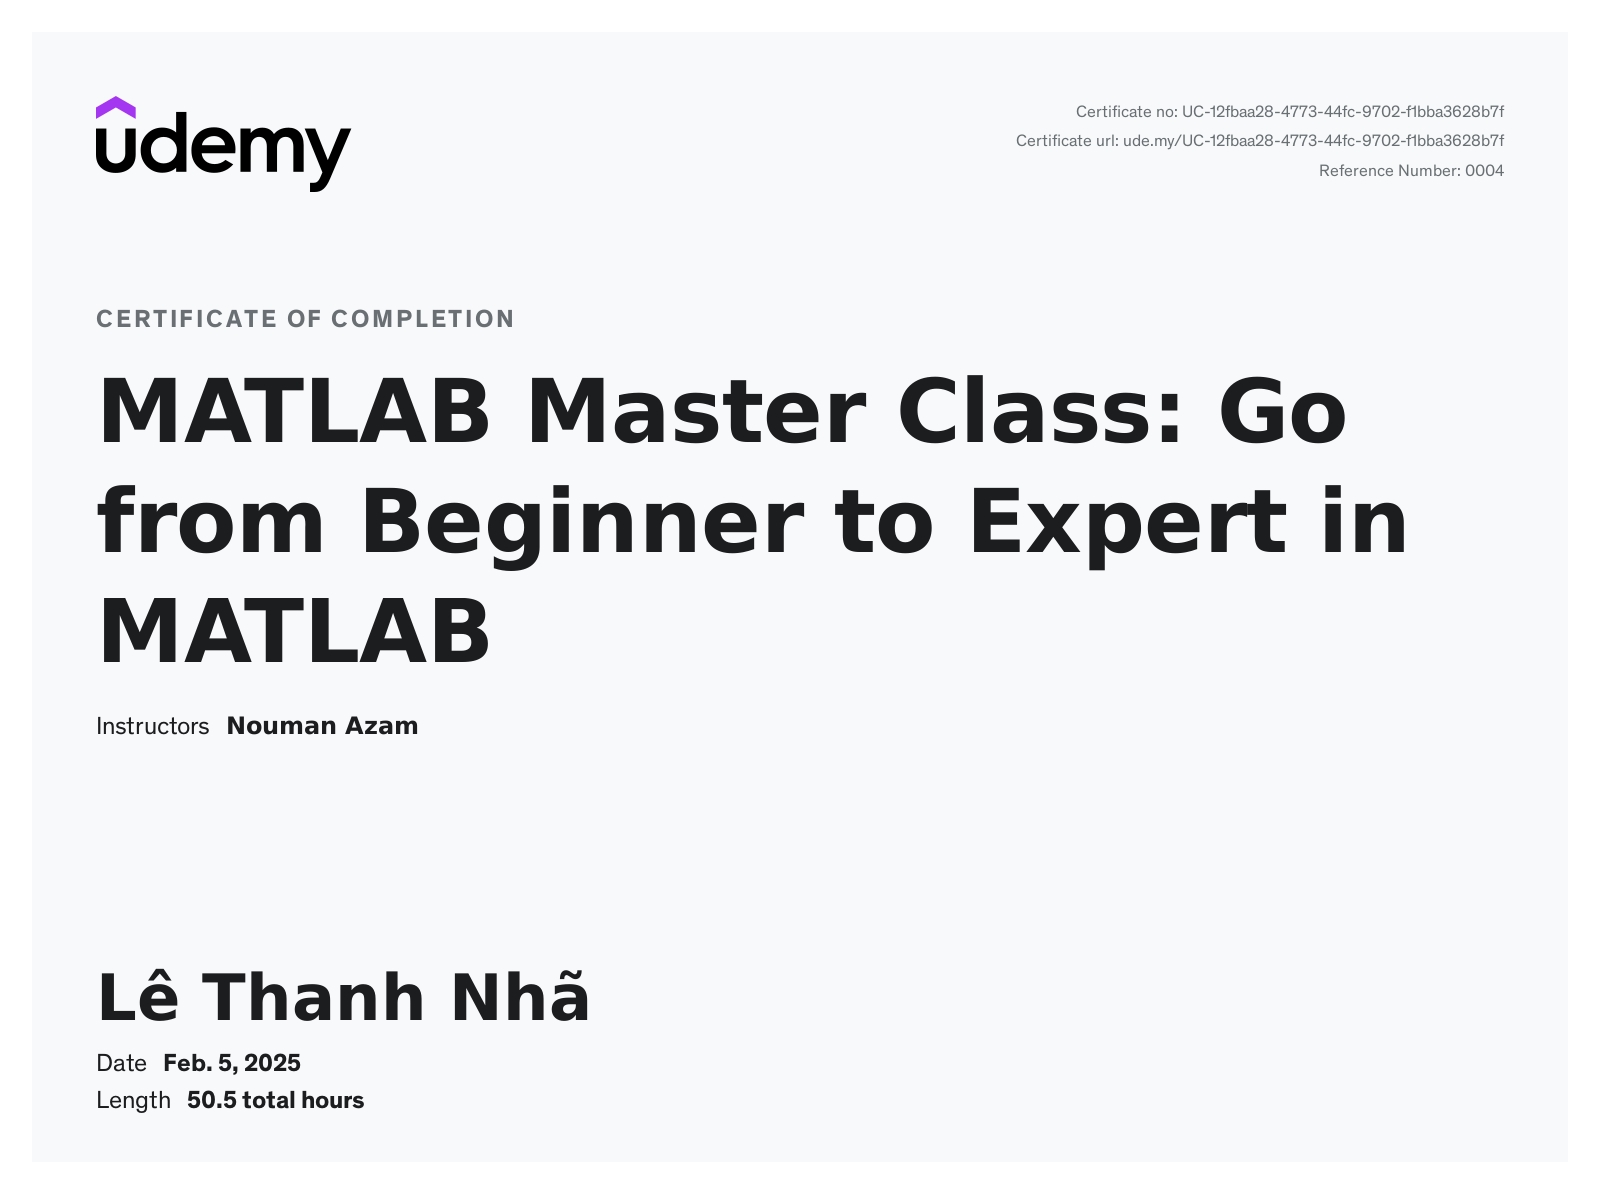 udemy
Certificate no: UC-12fbaa28-4773-44fc-9702-f1bba3628b7f
Certificate url: ude.my/UC-12fbaa28-4773-44fc-9702-f1bba3628b7f
Reference Number: 0004
CERTIFICATE OF COMPLETION
MATLAB Master Class: Go
from Beginner to Expert in
MATLAB
Instructors Nouman Azam
Lê Thanh Nhã
Date Feb. 5, 2025
Length 50.5 total hours